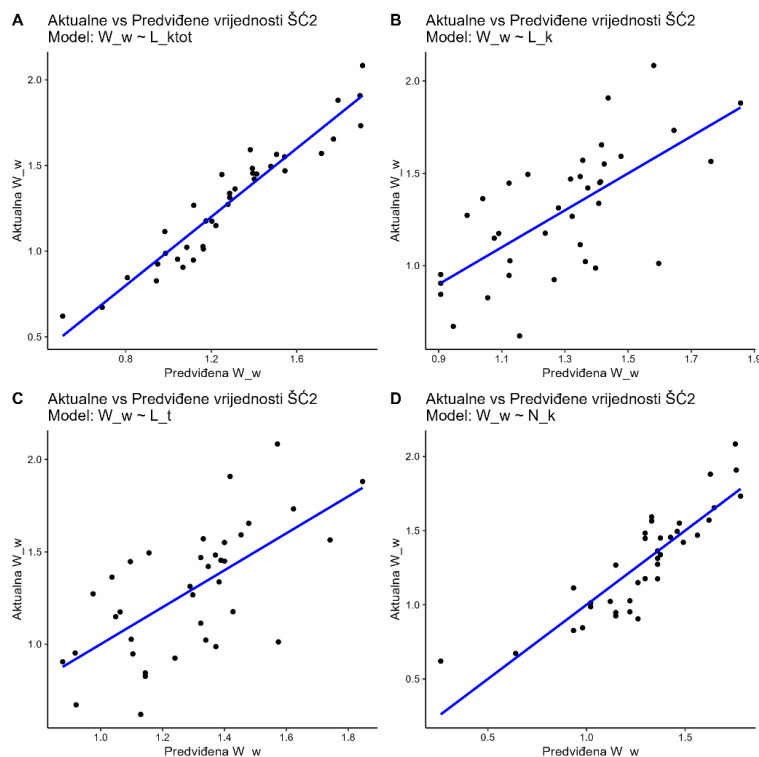 A
Aktualne vs Predviđene vrijednosti ŠĆ2
Model: W_w ~ L_ktot
2.0
1.5
1.0
0.5
Aktualna W_w
0.8
1.2
1.6
Predviđena W_w
B
Aktualne vs Predviđene vrijednosti ŠĆ2
Model: W_w ~ L_k
2.0
1.5
1.0
Aktualna W_w
0.9
1.1
1.3
1.5
1.7
1.9
Predviđena W_w
C
Aktualne vs Predviđene vrijednosti ŠĆ2
Model: W_w ~ L_t
2.0
1.5
1.0
Aktualna W_w
1.0
1.2
1.4
1.6
1.8
Predviđena W_w
D
Aktualne vs Predviđene vrijednosti ŠĆ2
Model: W_w ~ N_k
2.0
1.5
1.0
0.5
Aktualna W_w
0.5
1.0
1.5
Predviđena W_w